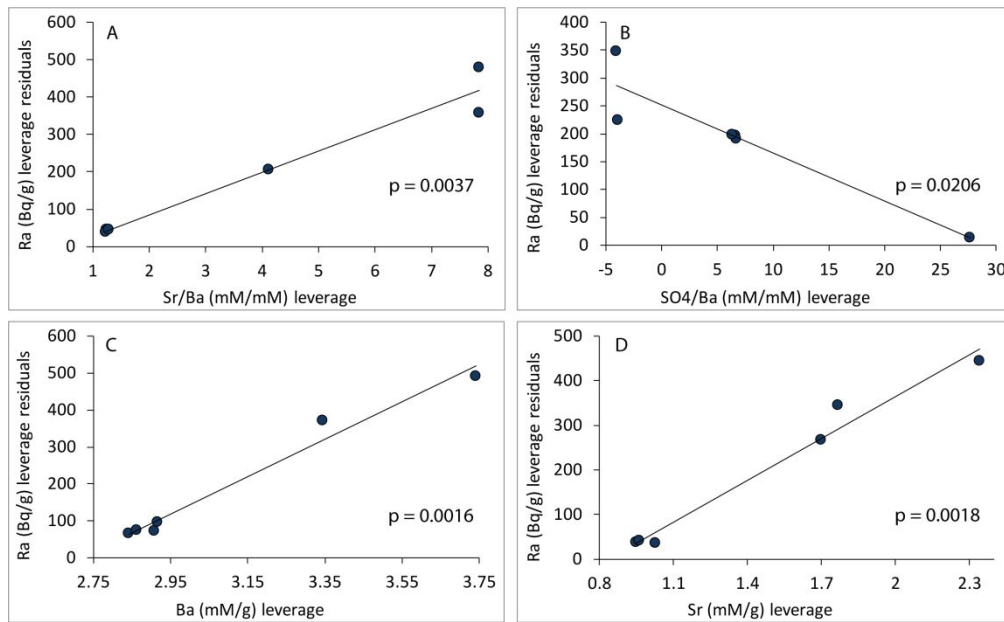 A
Ra (Bq/g) leverage residuals
600
500
400
300
200
100
0
p = 0.0037
1 2 3 4 5 6 7 8
Sr/Ba (mM/mM) leverage
B
Ra (Bq/g) leverage residuals
400
350
300
250
200
150
100
50
0
p = 0.0206
-5 0 5 10 15 20 25 30
SO4/Ba (mM/mM) leverage
C
Ra (Bq/g) leverage residuals
600
500
400
300
200
100
0
p = 0.0016
2.75 2.95 3.15 3.35 3.55 3.75
Ba (mM/g) leverage
D
Ra (Bq/g) leverage residuals
500
400
300
200
100
0
p = 0.0018
0.8 1.1 1.4 1.7 2 2.3
Sr (mM/g) leverage